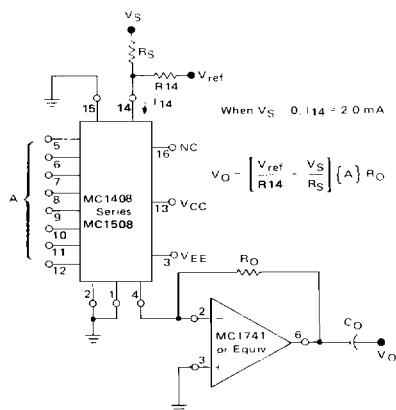 VS
RS
R14
Vref
15
14
I14
When VS 0, I14 = 2.0 mA
5
6
7
8
9
10
11
12
A
MC1408
Series
MC1508
16
NC
13
VCC
3
VEE
VO = [ Vref / R14 + VS / RS ] {A} RO
2
1
4
RO
2
−
MC1741
or Equiv
3
+
6
CO
VO